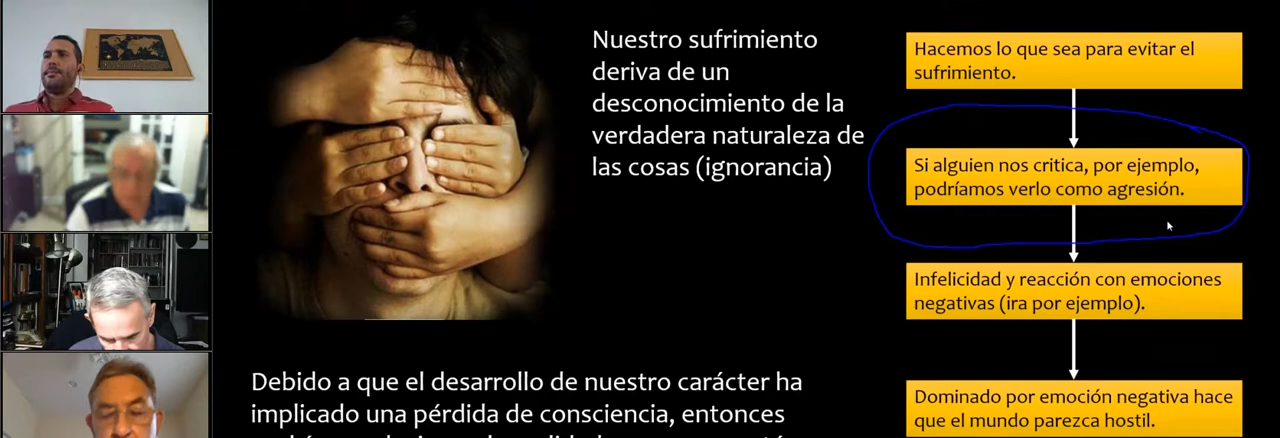 Nuestro sufrimiento
deriva de un
desconocimiento de la
verdadera naturaleza de
las cosas (ignorancia)
Debido a que el desarrollo de nuestro carácter ha
implicado una pérdida de consciencia, entonces
Hacemos lo que sea para evitar el
sufrimiento.
Si alguien nos critica, por ejemplo,
podríamos verlo como agresión.
Infelicidad y reacción con emociones
negativas (ira por ejemplo).
Dominado por emoción negativa hace
que el mundo parezca hostil.